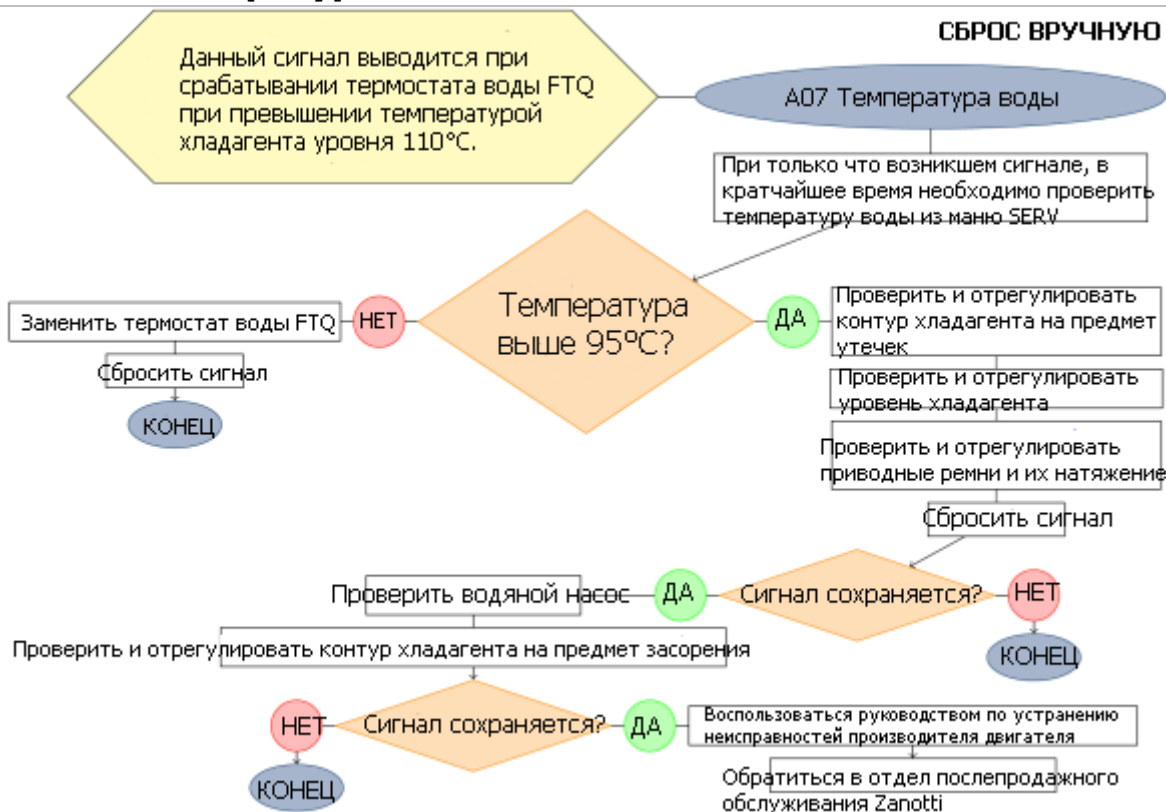 СБРОС ВРУЧНУЮ
Данный сигнал выводится при
срабатывании термостата воды FTQ
при превышении температурой
хладагента уровня 110°C.
A07 Температура воды
При только что возникшем сигнале, в
кратчайшее время необходимо проверить
температуру воды из маню SERV
Температура
выше 95ºC?
НЕТ
Заменить термостат воды FTQ
Сбросить сигнал
КОНЕЦ
ДА
Проверить и отрегулировать
контур хладагента на предмет
утечек
Проверить и отрегулировать
уровень хладагента
Проверить и отрегулировать
приводные ремни и их натяжение
Сбросить сигнал
Сигнал сохраняется?
НЕТ
КОНЕЦ
ДА
Проверить водяной насос
Проверить и отрегулировать контур хладагента на предмет засорения
Сигнал сохраняется?
НЕТ
КОНЕЦ
ДА
Воспользоваться руководством по устранению
неисправностей производителя двигателя
Обратиться в отдел послепродажного
обслуживания Zanotti